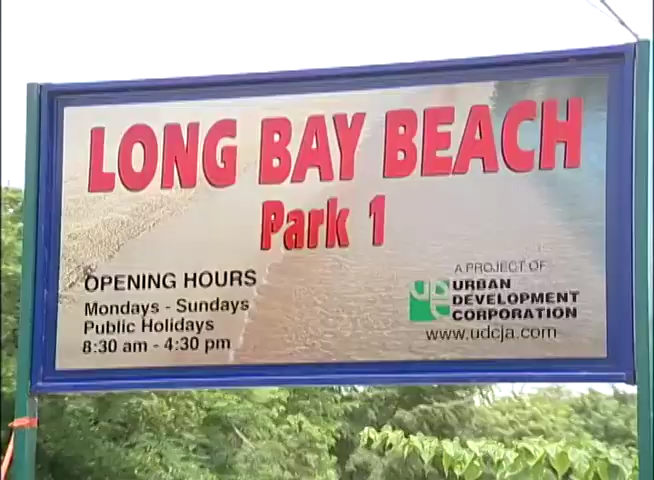 LONG BAY BEACH
Park 1
OPENING HOURS
Mondays - Sundays
Public Holidays
8:30 am - 4:30 pm
A PROJECT OF
udc
URBAN
DEVELOPMENT
CORPORATION
www.udcja.com